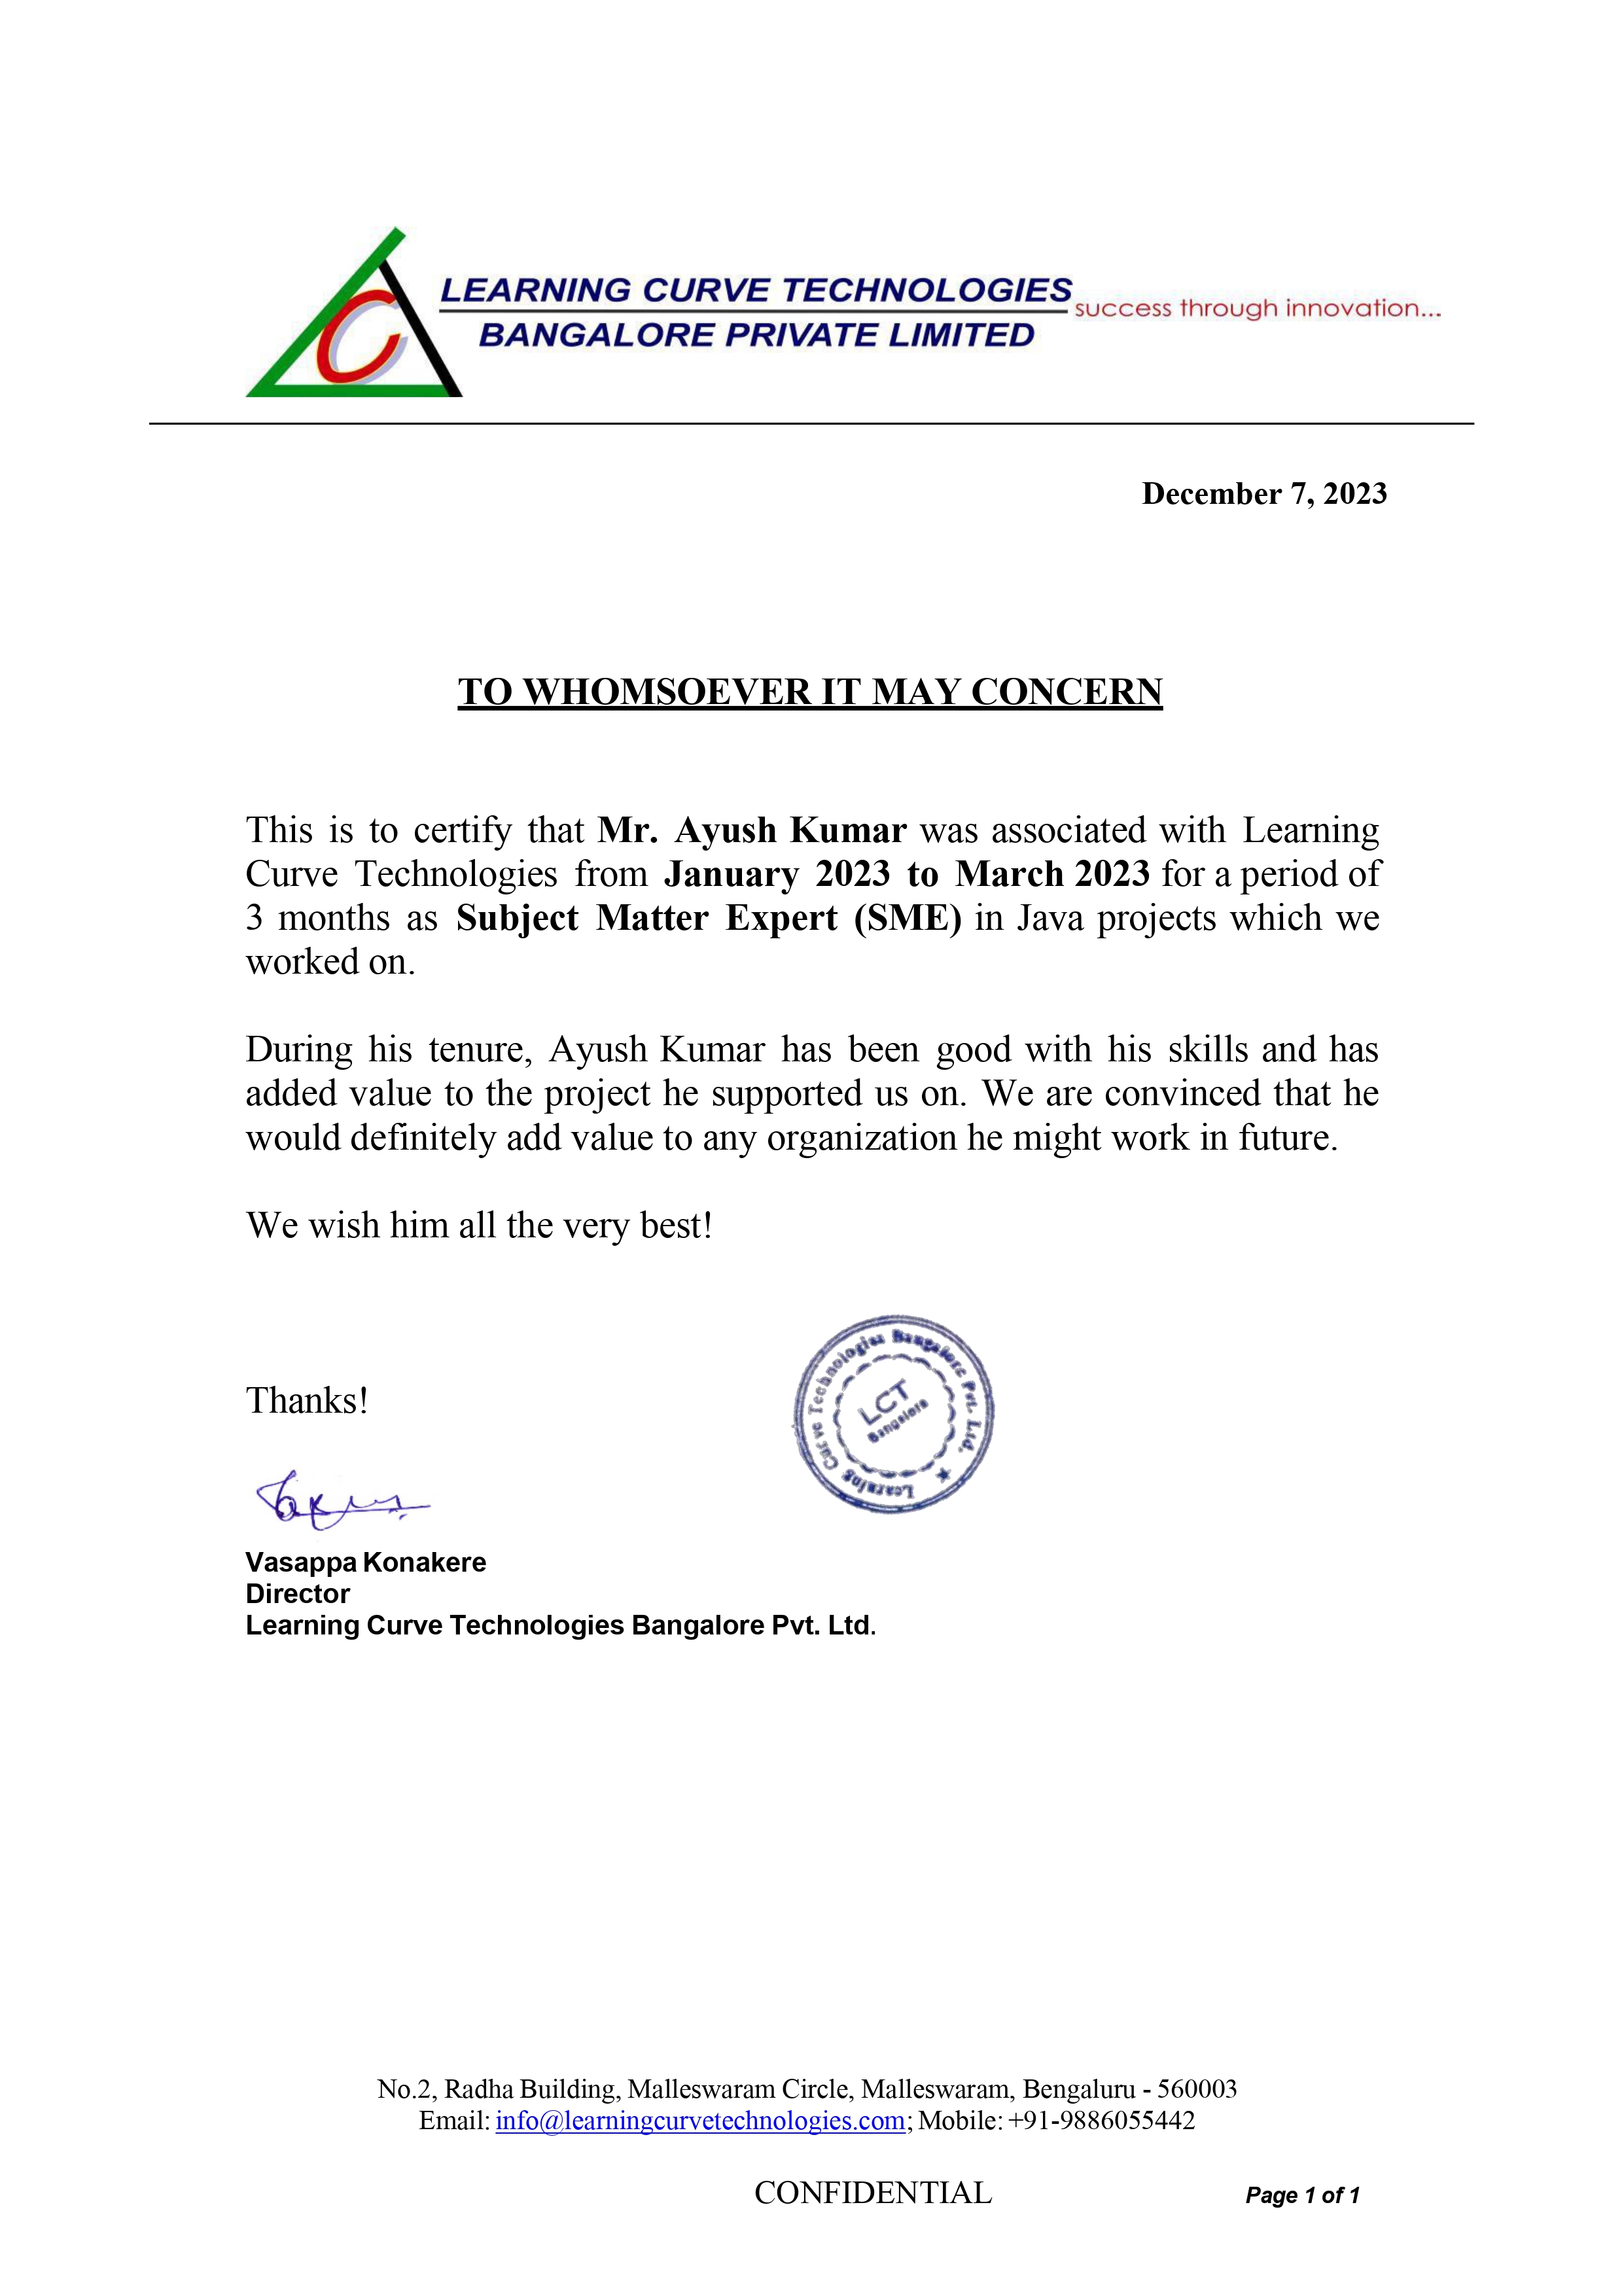 LEARNING CURVE TECHNOLOGIES
BANGALORE PRIVATE LIMITED
success through innovation...
C
December 7, 2023
TO WHOMSOEVER IT MAY CONCERN
This is to certify that Mr. Ayush Kumar was associated with Learning
Curve Technologies from January 2023 to March 2023 for a period of
3 months as Subject Matter Expert (SME) in Java projects which we
worked on.
During his tenure, Ayush Kumar has been good with his skills and has
added value to the project he supported us on. We are convinced that he
would definitely add value to any organization he might work in future.
We wish him all the very best!
Thanks!
Learning Curve Technologies Bangalore Pvt. Ltd.
LCT
Bangalore
Vasappa Konakere
Director
Learning Curve Technologies Bangalore Pvt. Ltd.
No.2, Radha Building, Malleswaram Circle, Malleswaram, Bengaluru - 560003
Email: info@learningcurvetechnologies.com; Mobile: +91-9886055442
CONFIDENTIAL
Page 1 of 1